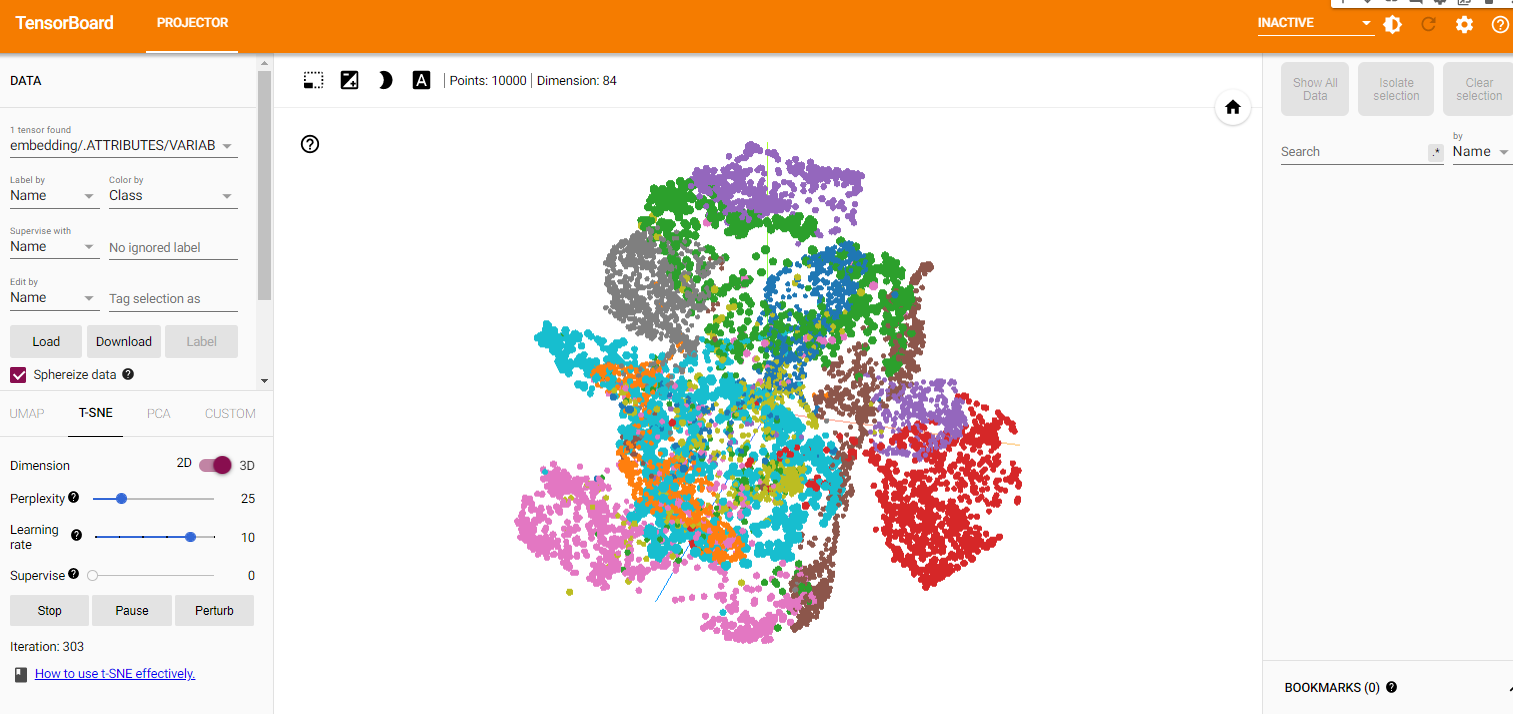 TensorBoard
PROJECTOR
INACTIVE
DATA
1 tensor found
embedding/.ATTRIBUTES/VARIAB
Label by
Color by
Name
Class
Supervise with
Name
No ignored label
Edit by
Name
Tag selection as
Load
Download
Label
Sphereize data
UMAP
T-SNE
PCA
CUSTOM
Dimension
2D
3D
Perplexity
25
Learning
rate
10
Supervise
0
Stop
Pause
Perturb
Iteration: 303
How to use t-SNE effectively.
A
Points: 10000
Dimension: 84
Show All
Data
Isolate
selection
Clear
selection
Search
.*
by
Name
BOOKMARKS (0)